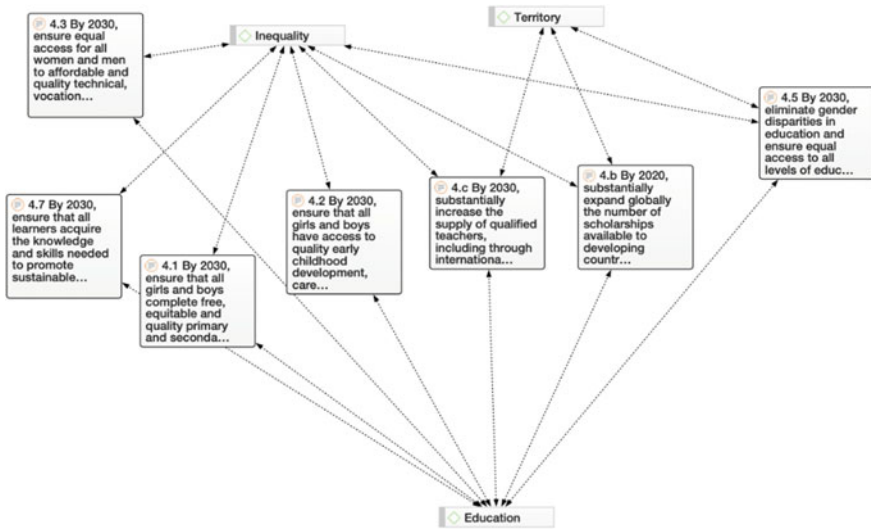 4.3 By 2030,
ensure equal
access for all
women and men
to affordable and
quality technical,
vocation...
Inequality
Territory
4.5 By 2030,
eliminate gender
disparities in
education and
ensure equal
access to all
levels of educ...
4.7 By 2030,
ensure that all
learners acquire
the knowledge
and skills needed
to promote
sustainable...
4.1 By 2030,
ensure that all
girls and boys
complete free,
equitable and
quality primary
and seconda...
4.2 By 2030,
ensure that all
girls and boys
have access to
quality early
childhood
development,
care...
4.c By 2030,
substantially
increase the
supply of qualified
teachers,
including through
internationa...
4.b By 2020,
substantially
expand globally
the number of
scholarships
available to
developing
countr...
Education